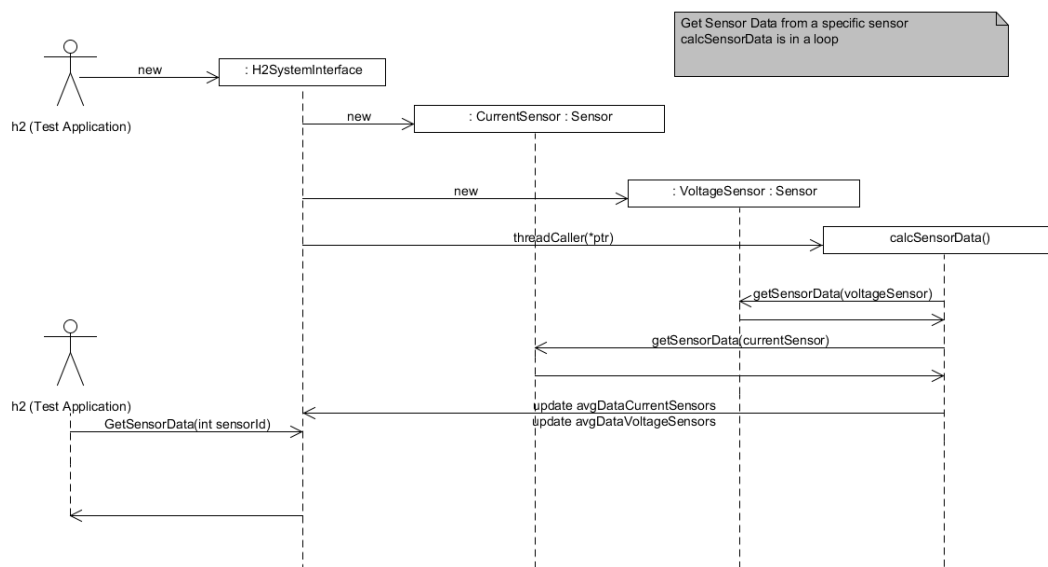 Get Sensor Data from a specific sensor
calcSensorData is in a loop
new
: H2SystemInterface
h2 (Test Application)
new
: CurrentSensor : Sensor
new
: VoltageSensor : Sensor
threadCaller(*ptr)
calcSensorData()
getSensorData(voltageSensor)
getSensorData(currentSensor)
h2 (Test Application)
update avgDataCurrentSensors
GetSensorData(int sensorId)
update avgDataVoltageSensors